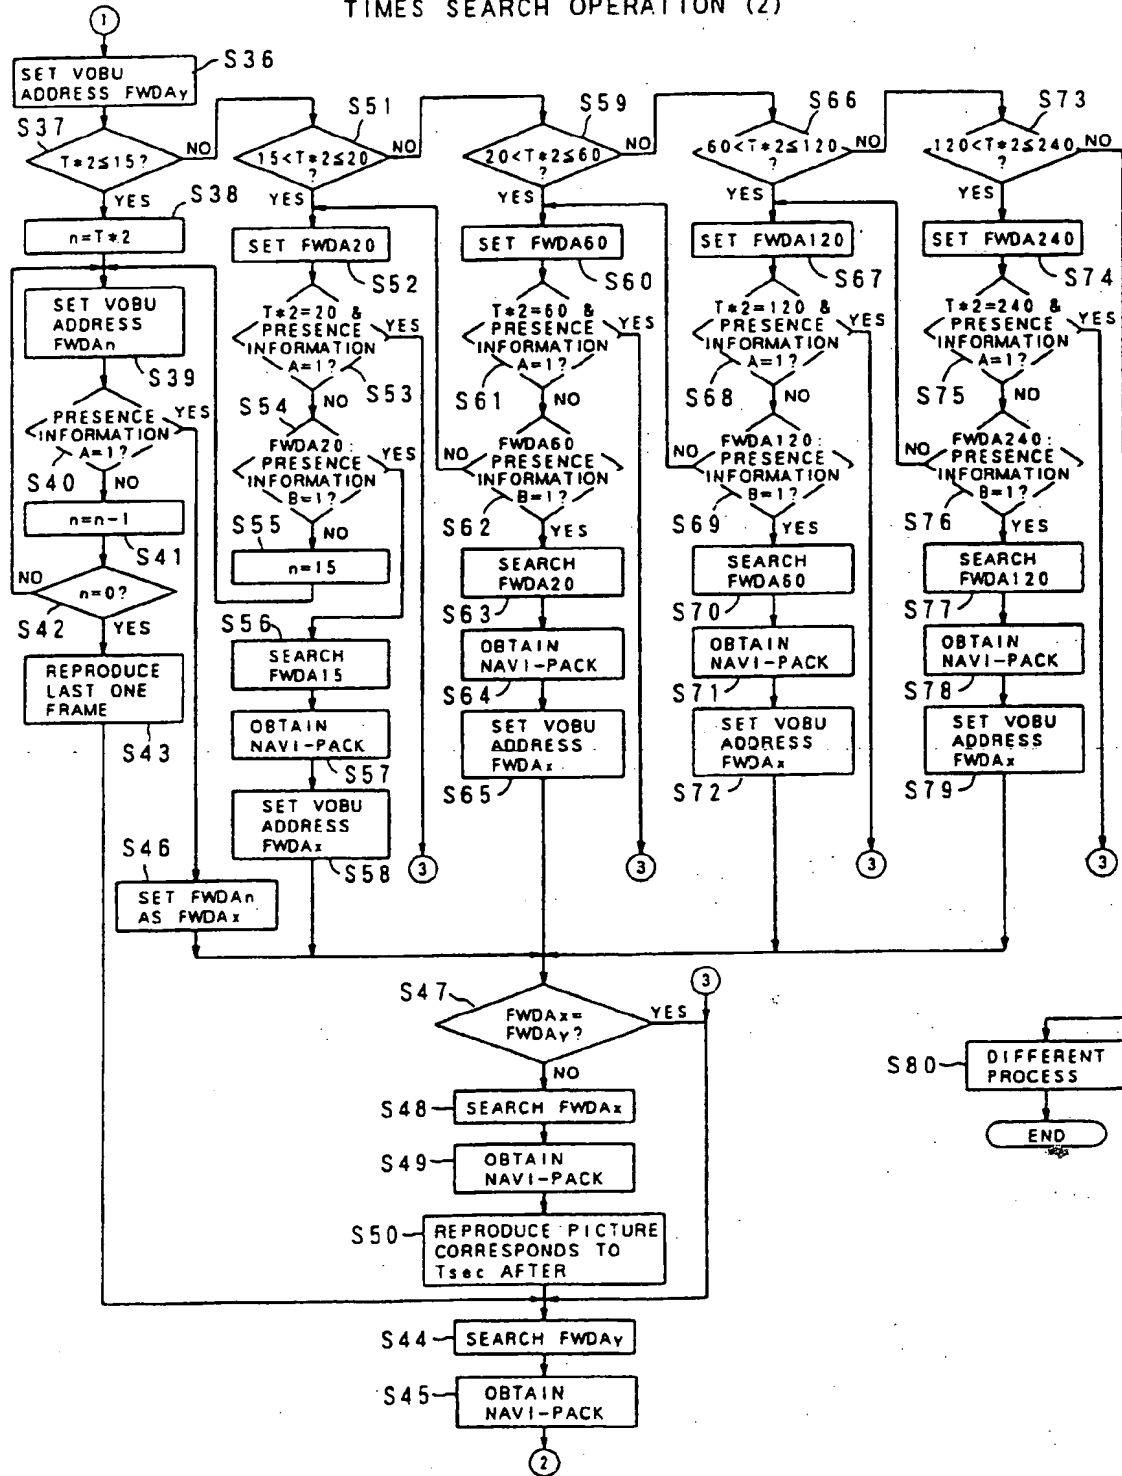 TIMES SEARCH OPERATION (2)
1
SET VOBU
ADDRESS FWDAy
S36
S37
T*2≤15?
NO
YES
S38
n=T*2
SET VOBU
ADDRESS
FWDAn
S39
PRESENCE
INFORMATION
A=1?
YES
S40
NO
n=n-1
S41
n=0?
NO
S42
YES
REPRODUCE
LAST ONE
FRAME
S43
S46
SET FWDAn
AS FWDAx
S51
15<T*2≤20
?
NO
YES
SET FWDA20
S52
T*2=20 &
PRESENCE
INFORMATION
A=1?
YES
S53
NO
S54
FWDA20:
PRESENCE
INFORMATION
B=1?
YES
S55
NO
n=15
S56
SEARCH
FWDA15
OBTAIN
NAVI-PACK
S57
SET VOBU
ADDRESS
FWDAx
S58
3
S59
20<T*2≤60
?
NO
YES
SET FWDA60
S60
T*2=60 &
PRESENCE
INFORMATION
A=1?
YES
S61
NO
FWDA60
PRESENCE
INFORMATION
B=1?
NO
S62
YES
SEARCH
FWDA20
S63
OBTAIN
NAVI-PACK
S64
SET VOBU
ADDRESS
FWDAx
S65
3
S66
60<T*2≤120
?
NO
YES
SET FWDA120
S67
T*2=120 &
PRESENCE
INFORMATION
A=1?
YES
S68
NO
FWDA120:
PRESENCE
INFORMATION
B=1?
NO
S69
YES
SEARCH
FWDA60
S70
OBTAIN
NAVI-PACK
S71
SET VOBU
ADDRESS
FWDAx
S72
3
S73
120<T*2≤240
?
NO
YES
SET FWDA240
S74
T*2=240 &
PRESENCE
INFORMATION
A=1?
YES
S75
NO
FWDA240:
PRESENCE
INFORMATION
B=1?
NO
S76
YES
SEARCH
FWDA120
S77
OBTAIN
NAVI-PACK
S78
SET VOBU
ADDRESS
FWDAx
S79
3
S47
FWDAx=
FWDAy?
YES
3
NO
S48
SEARCH FWDAx
S49
OBTAIN
NAVI-PACK
S50
REPRODUCE PICTURE
CORRESPONDS TO
Tsec AFTER
S44
SEARCH FWDAy
S45
OBTAIN
NAVI-PACK
2
S80
DIFFERENT
PROCESS
END